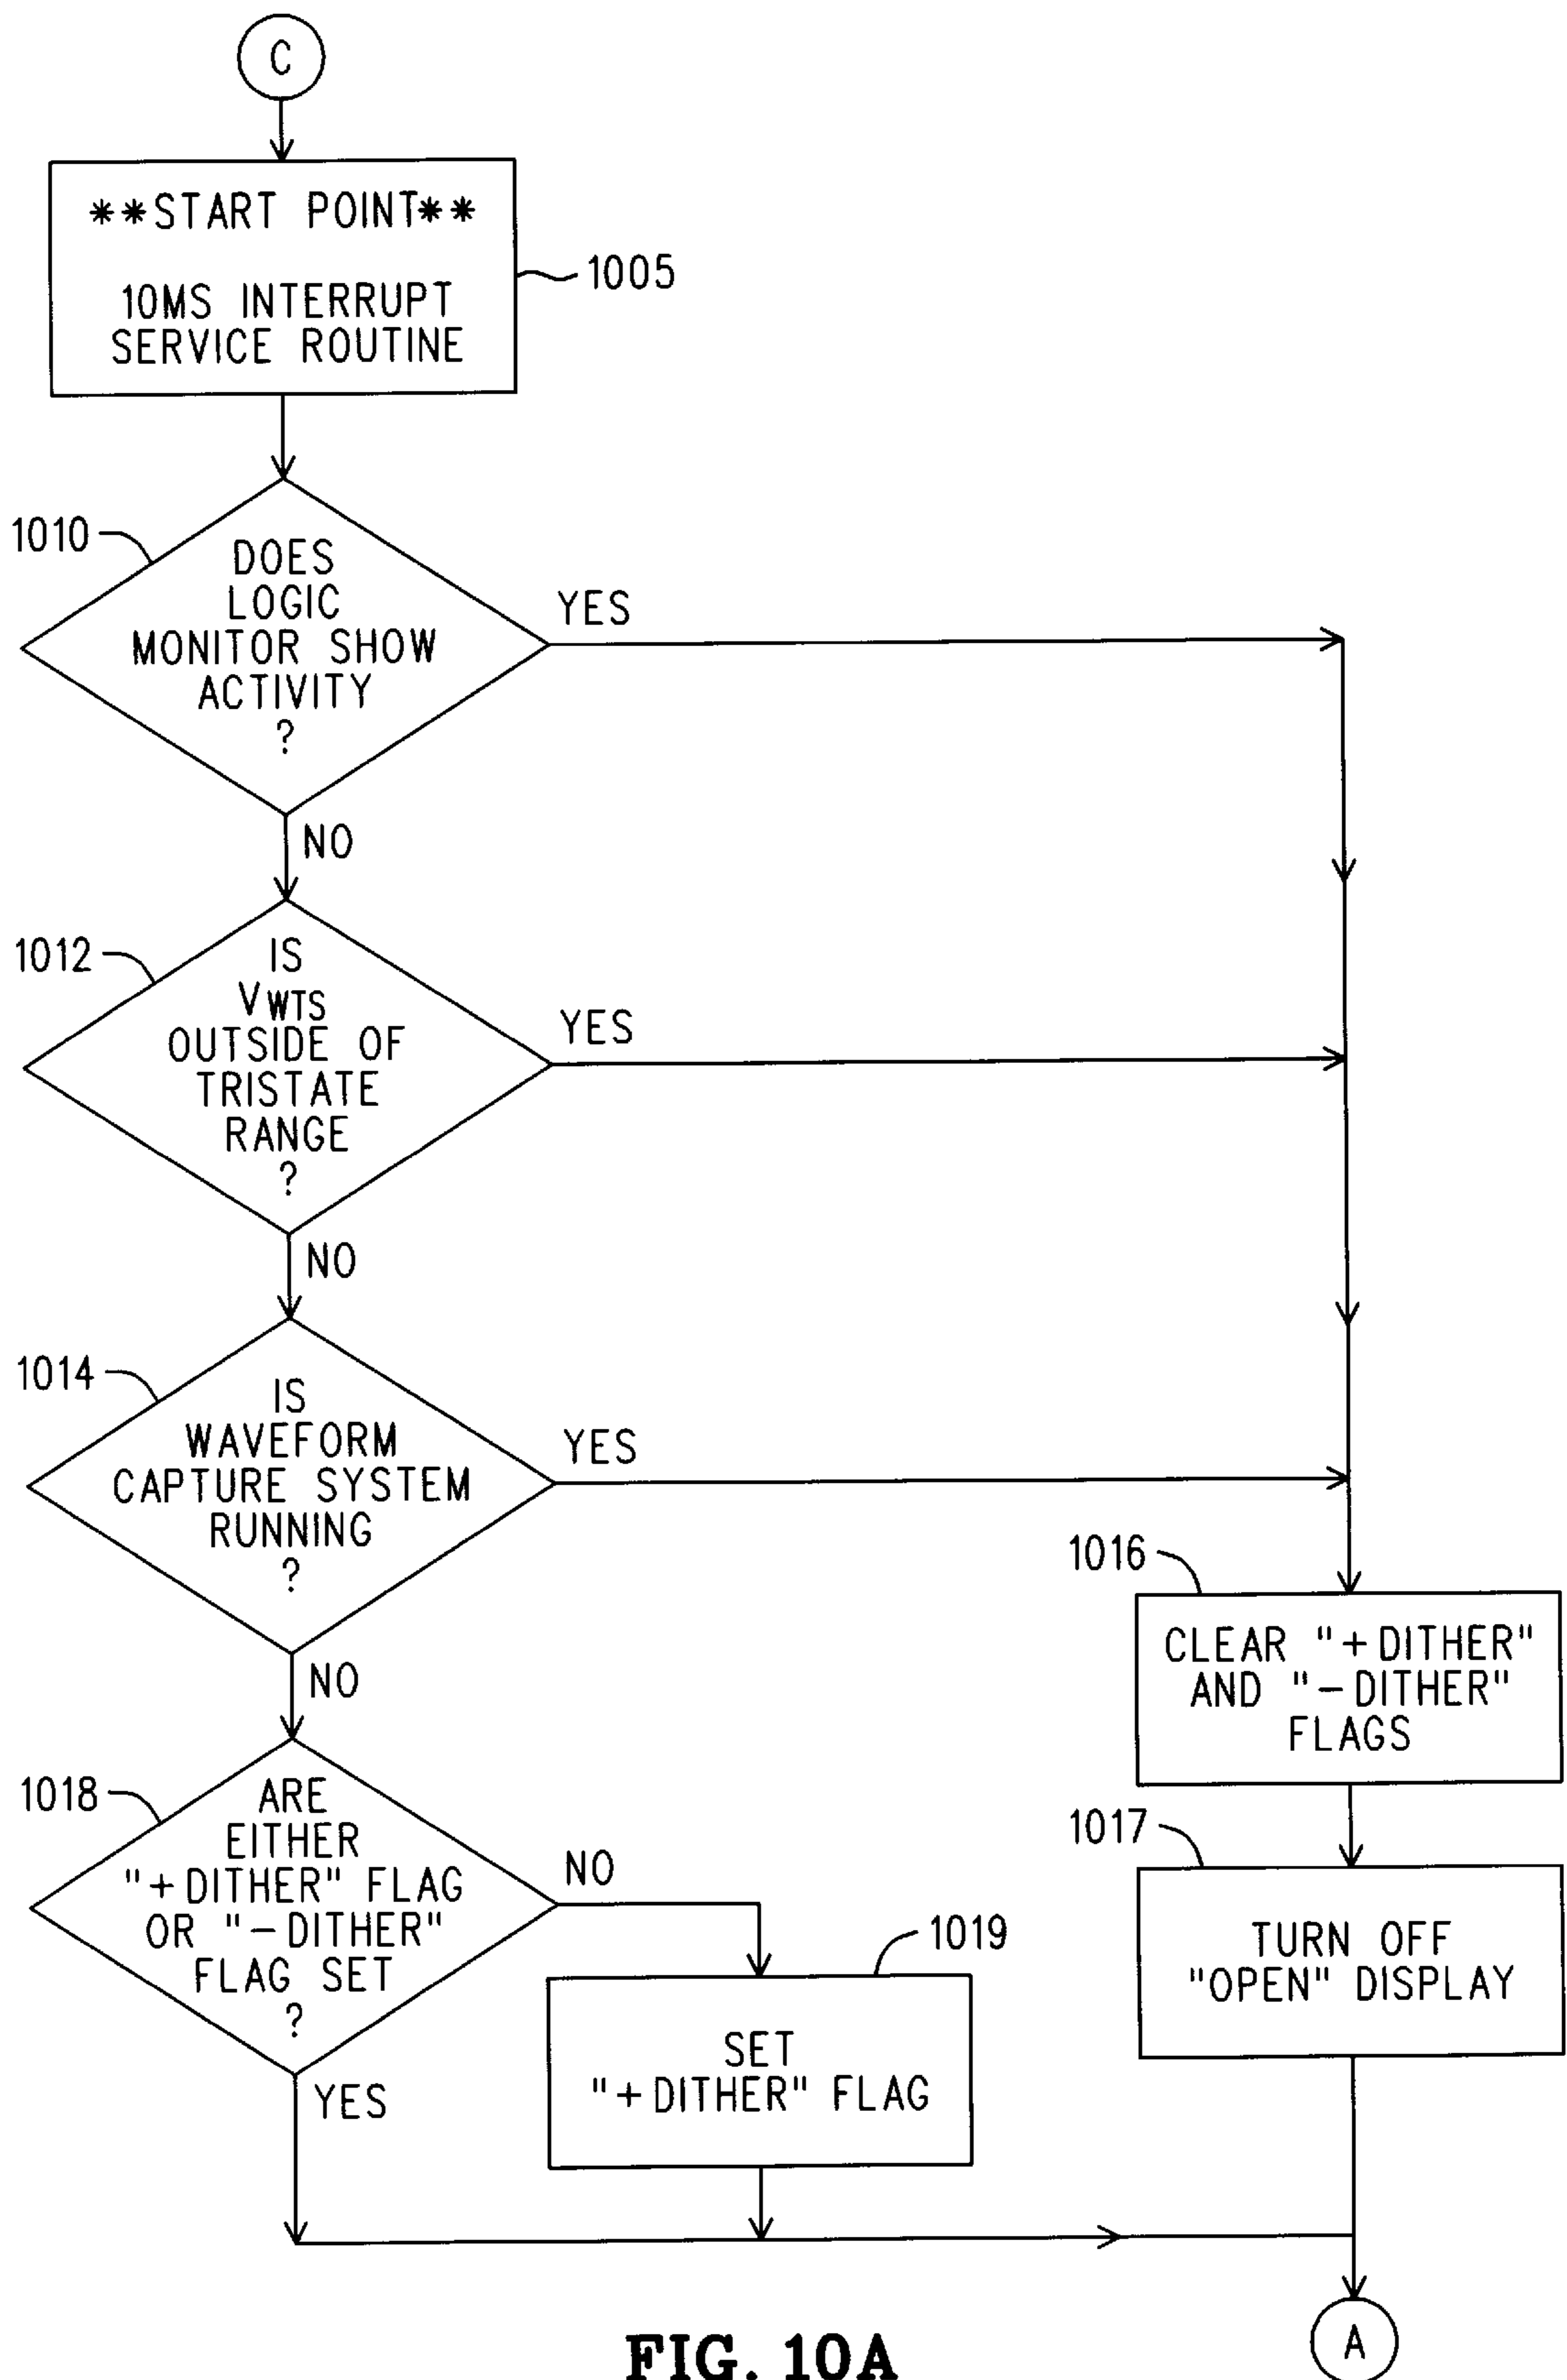 C
**START POINT**
10MS INTERRUPT
SERVICE ROUTINE
1005
1010
DOES
LOGIC
MONITOR SHOW
ACTIVITY
?
YES
NO
1012
IS
VWTS
OUTSIDE OF
TRISTATE
RANGE
?
YES
NO
1014
IS
WAVEFORM
CAPTURE SYSTEM
RUNNING
?
YES
NO
1016
CLEAR "+DITHER"
AND "−DITHER"
FLAGS
1017
TURN OFF
"OPEN" DISPLAY
1018
ARE
EITHER
"+DITHER" FLAG
OR "−DITHER"
FLAG SET
?
NO
YES
1019
SET
"+DITHER" FLAG
A
FIG. 10A